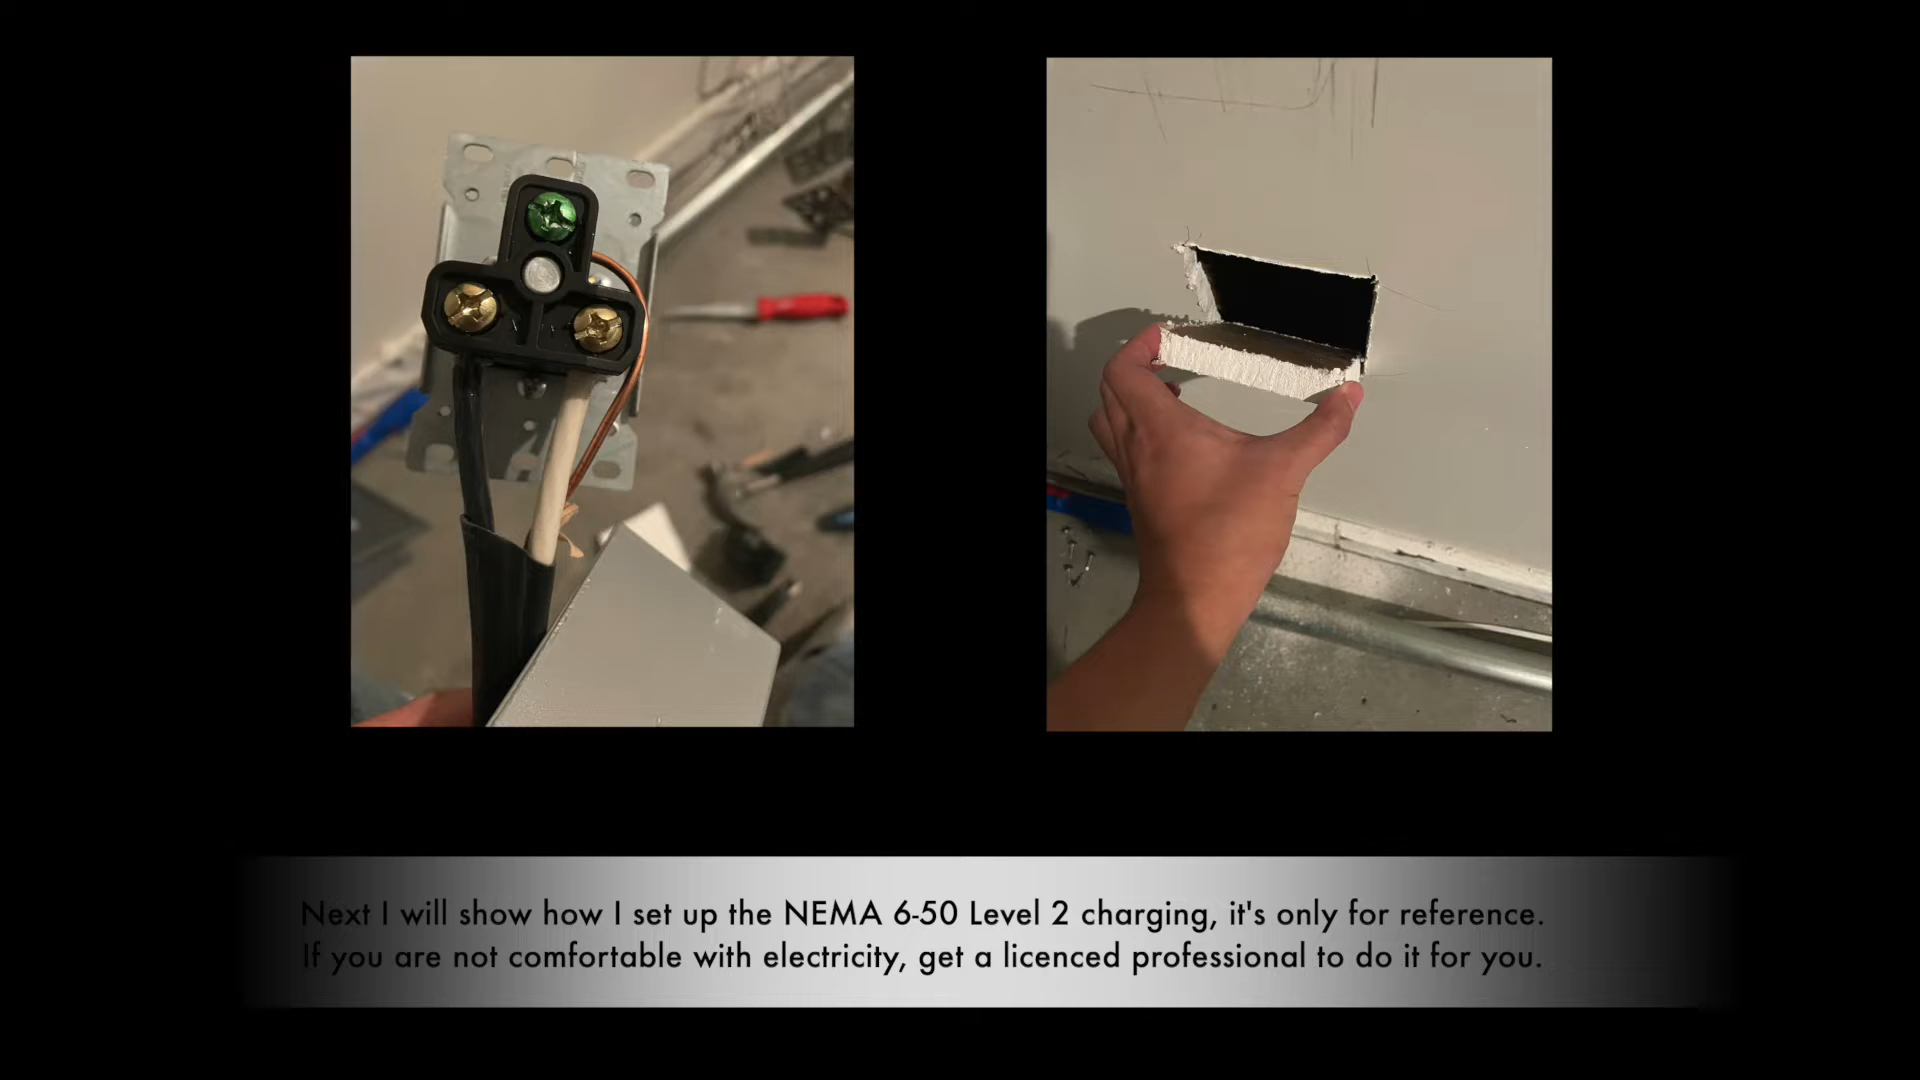 Next I will show how I set up the NEMA 6-50 Level 2 charging, it's only for reference.
If you are not comfortable with electricity, get a licenced professional to do it for you.